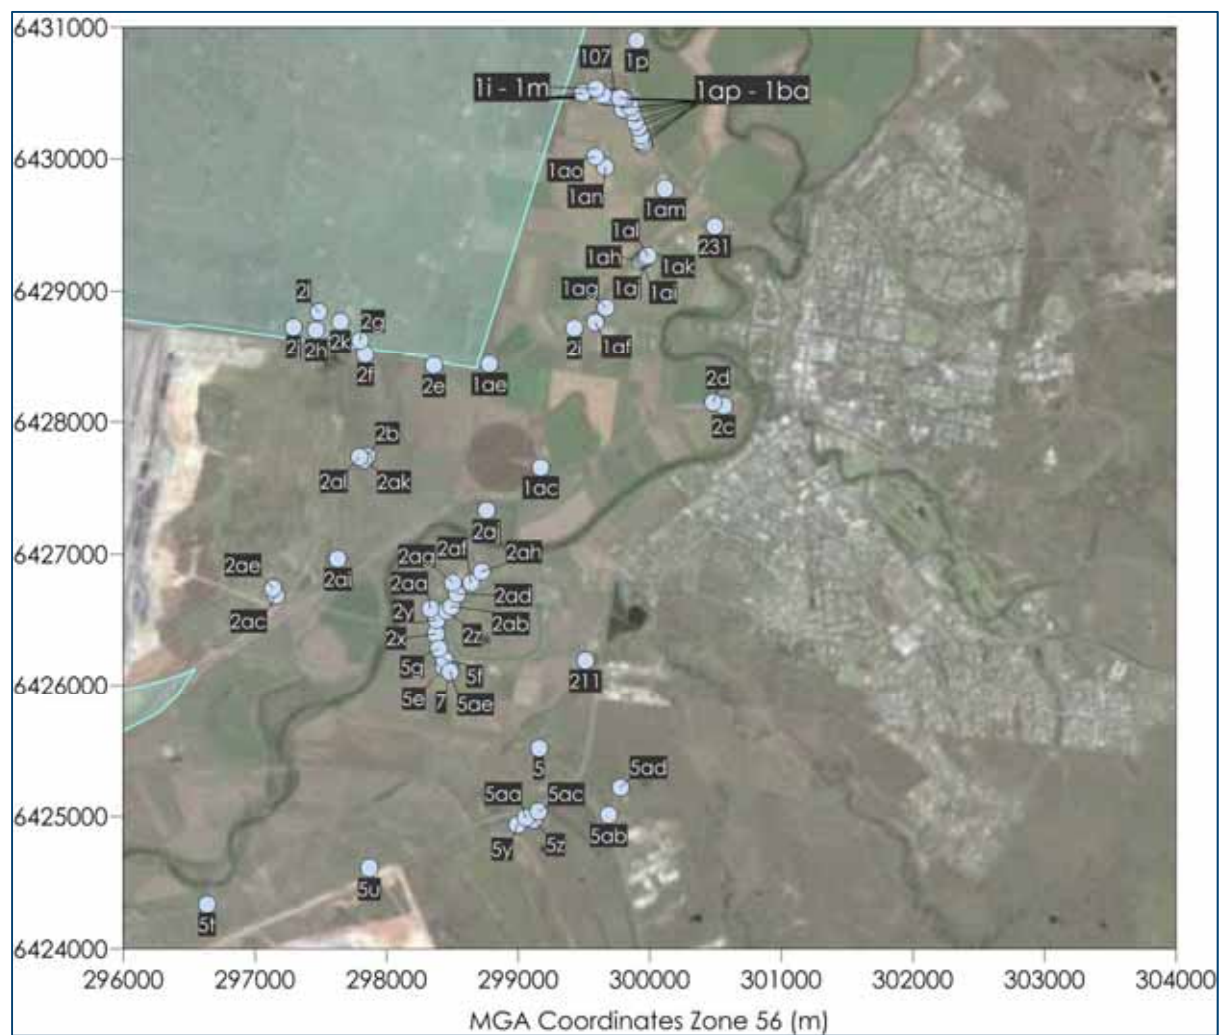 6431000
107
1p
1i - 1m
1ap - 1ba
6430000
1ao
1an
1am
1al
231
1ah
1ak
6429000
1ag
1aj
1ai
2l
2g
2j
2h
2k
2i
1af
2f
2e
1ae
2d
6428000
2c
2b
2al
2ak
1ac
2aj
6427000
2ag
2af
2ah
2ae
2ai
2aa
2ad
2ac
2y
2ab
2x
2z
5g
5f
6426000
211
5e
7
5ae
5
5ad
5aa
5ac
6425000
5ab
5y
5z
5u
5t
6424000
296000
297000
298000
299000
300000
301000
302000
303000
304000
MGA Coordinates Zone 56 (m)